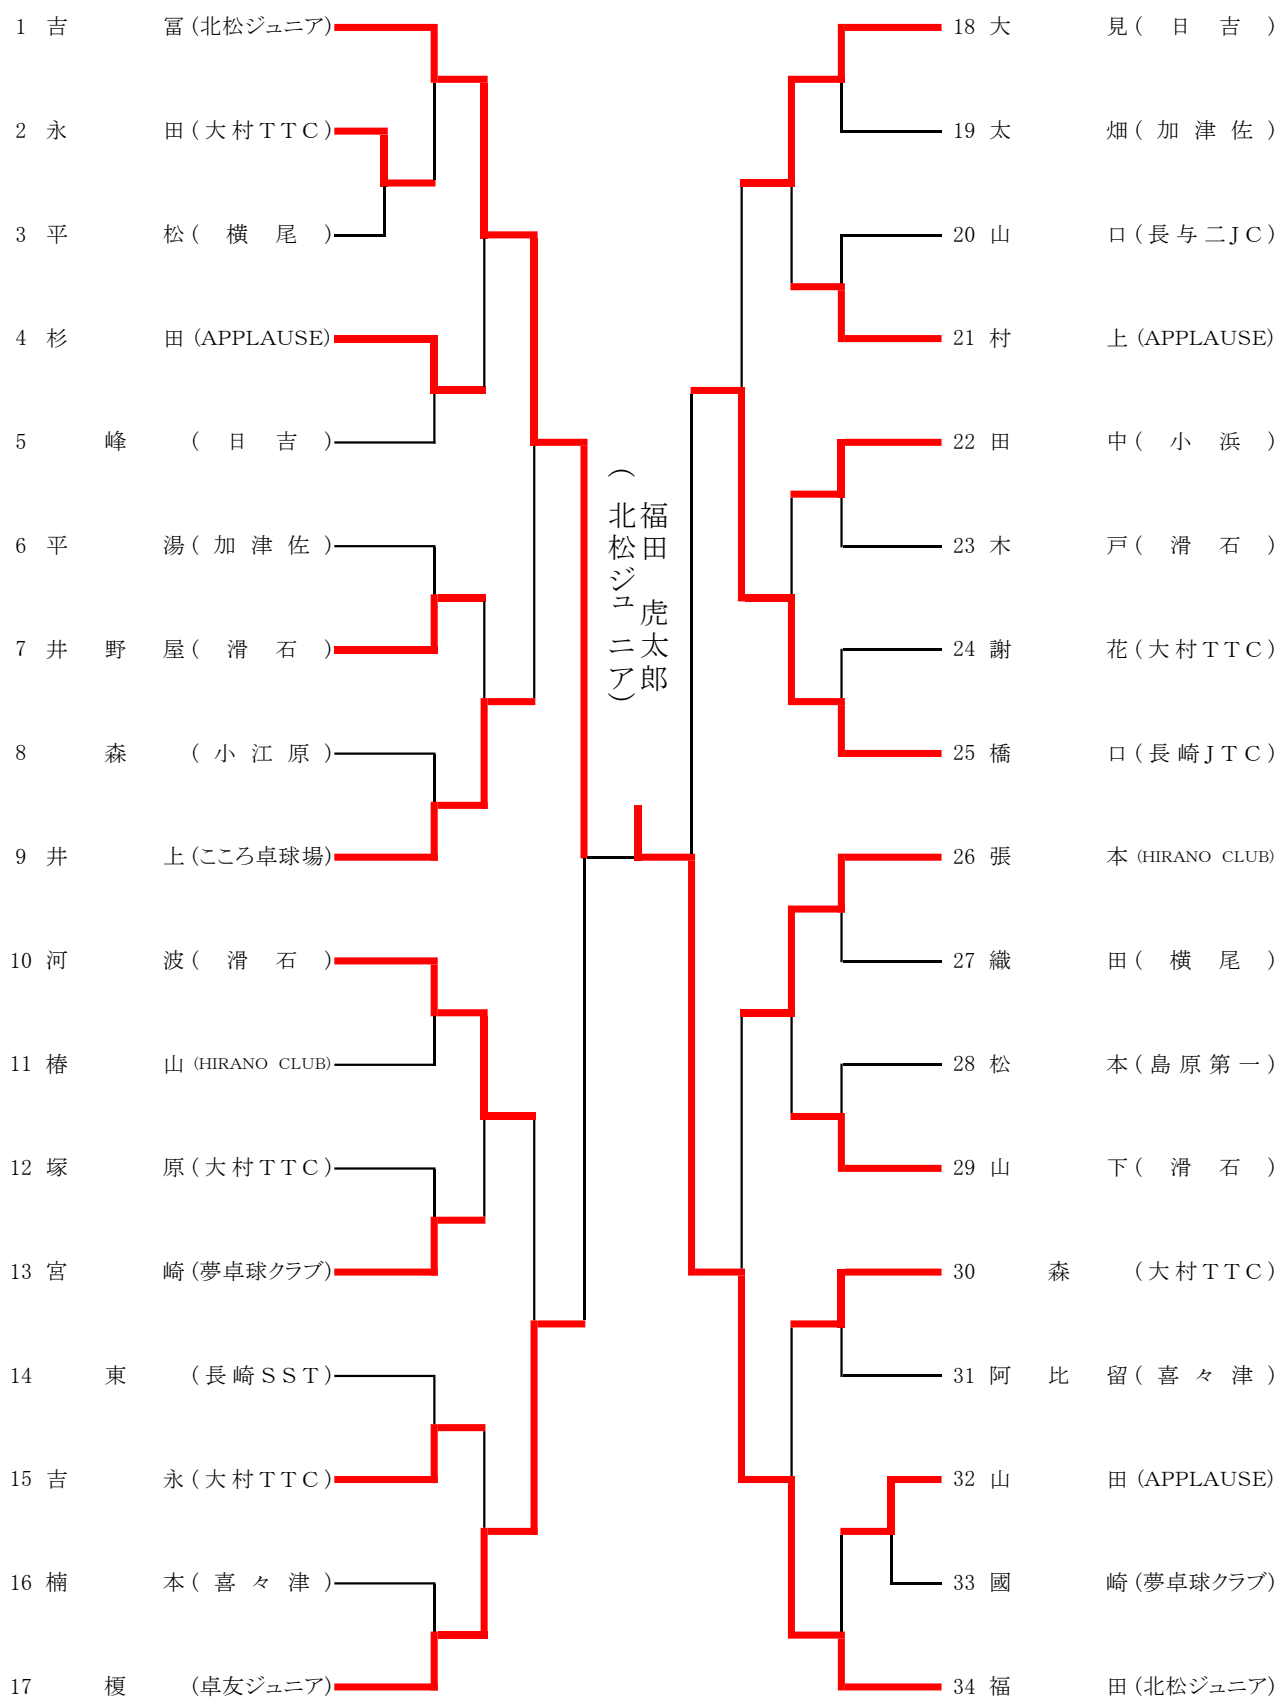 1 吉 冨 (北松ジュニア)
2 永 田 (大村TTC)
3 平 松 (横尾)
4 杉 田 (APPLAUSE)
5 峰 (日吉)
6 平 湯 (加津佐)
7 井 野 屋 (滑石)
8 森 (小江原)
9 井 上 (こころ卓球場)
10 河 波 (滑石)
11 椿 山 (HIRANO CLUB)
12 塚 原 (大村TTC)
13 宮 崎 (夢卓球クラブ)
14 東 (長崎SST)
15 吉 永 (大村TTC)
16 楠 本 (喜々津)
17 榎 (卓友ジュニア)
福田 虎太郎
(北松ジュニア)
18 大 見 (日吉)
19 太 畑 (加津佐)
20 山 口 (長与二JC)
21 村 上 (APPLAUSE)
22 田 中 (小浜)
23 木 戸 (滑石)
24 謝 花 (大村TTC)
25 橋 口 (長崎JTC)
26 張 本 (HIRANO CLUB)
27 織 田 (横尾)
28 松 本 (島原第一)
29 山 下 (滑石)
30 森 (大村TTC)
31 阿 比 留 (喜々津)
32 山 田 (APPLAUSE)
33 國 崎 (夢卓球クラブ)
34 福 田 (北松ジュニア)